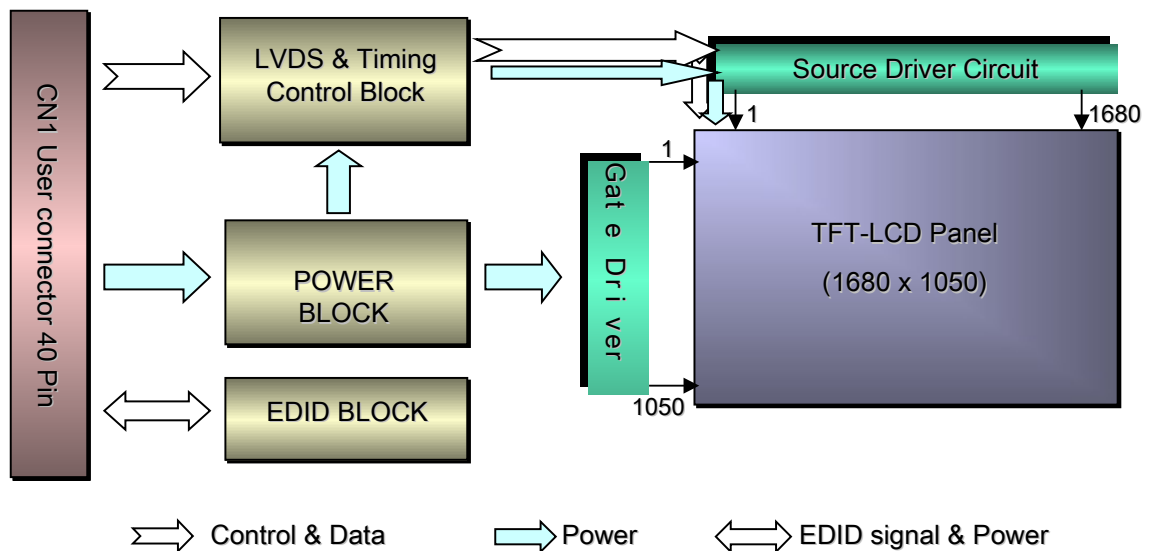 CN1 User connector 40 Pin
LVDS & Timing
Control Block
Source Driver Circuit
1
1680
1
Gat e Dri ver
1050
TFT-LCD Panel
(1680 x 1050)
POWER
BLOCK
EDID BLOCK
Control & Data
Power
EDID signal & Power